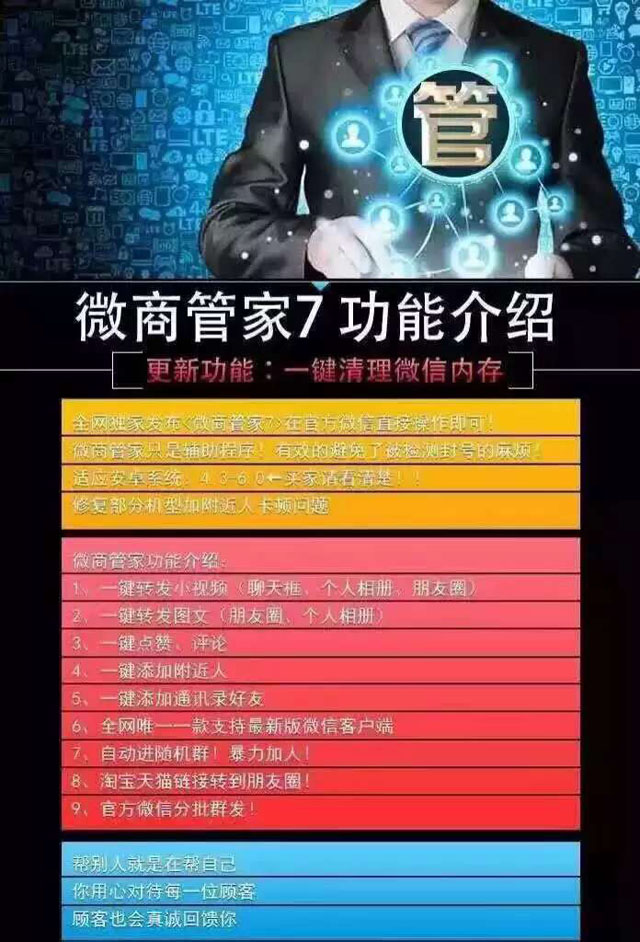 管
微商管家7 功能介绍
更新功能：一键清理微信内存
全网独家发布<微商管家7>在官方微信直接操作即可！
微商管家只是辅助程序！有效的避免了被检测封号的麻烦！
适应安卓系统：4.3-6.0←买家请看清楚！！
修复部分机型加附近人卡顿问题
微商管家功能介绍：
1、一键转发小视频（聊天框、个人相册、朋友圈）
2、一键转发图文（朋友圈、个人相册）
3、一键点赞、评论
4、一键添加附近人
5、一键添加通讯录好友
6、全网唯一一款支持最新版微信客户端
7、自动进随机群！暴力加人！
8、淘宝天猫链接转到朋友圈！
9、官方微信分批群发！
帮别人就是在帮自己
你用心对待每一位顾客
顾客也会真诚回馈你